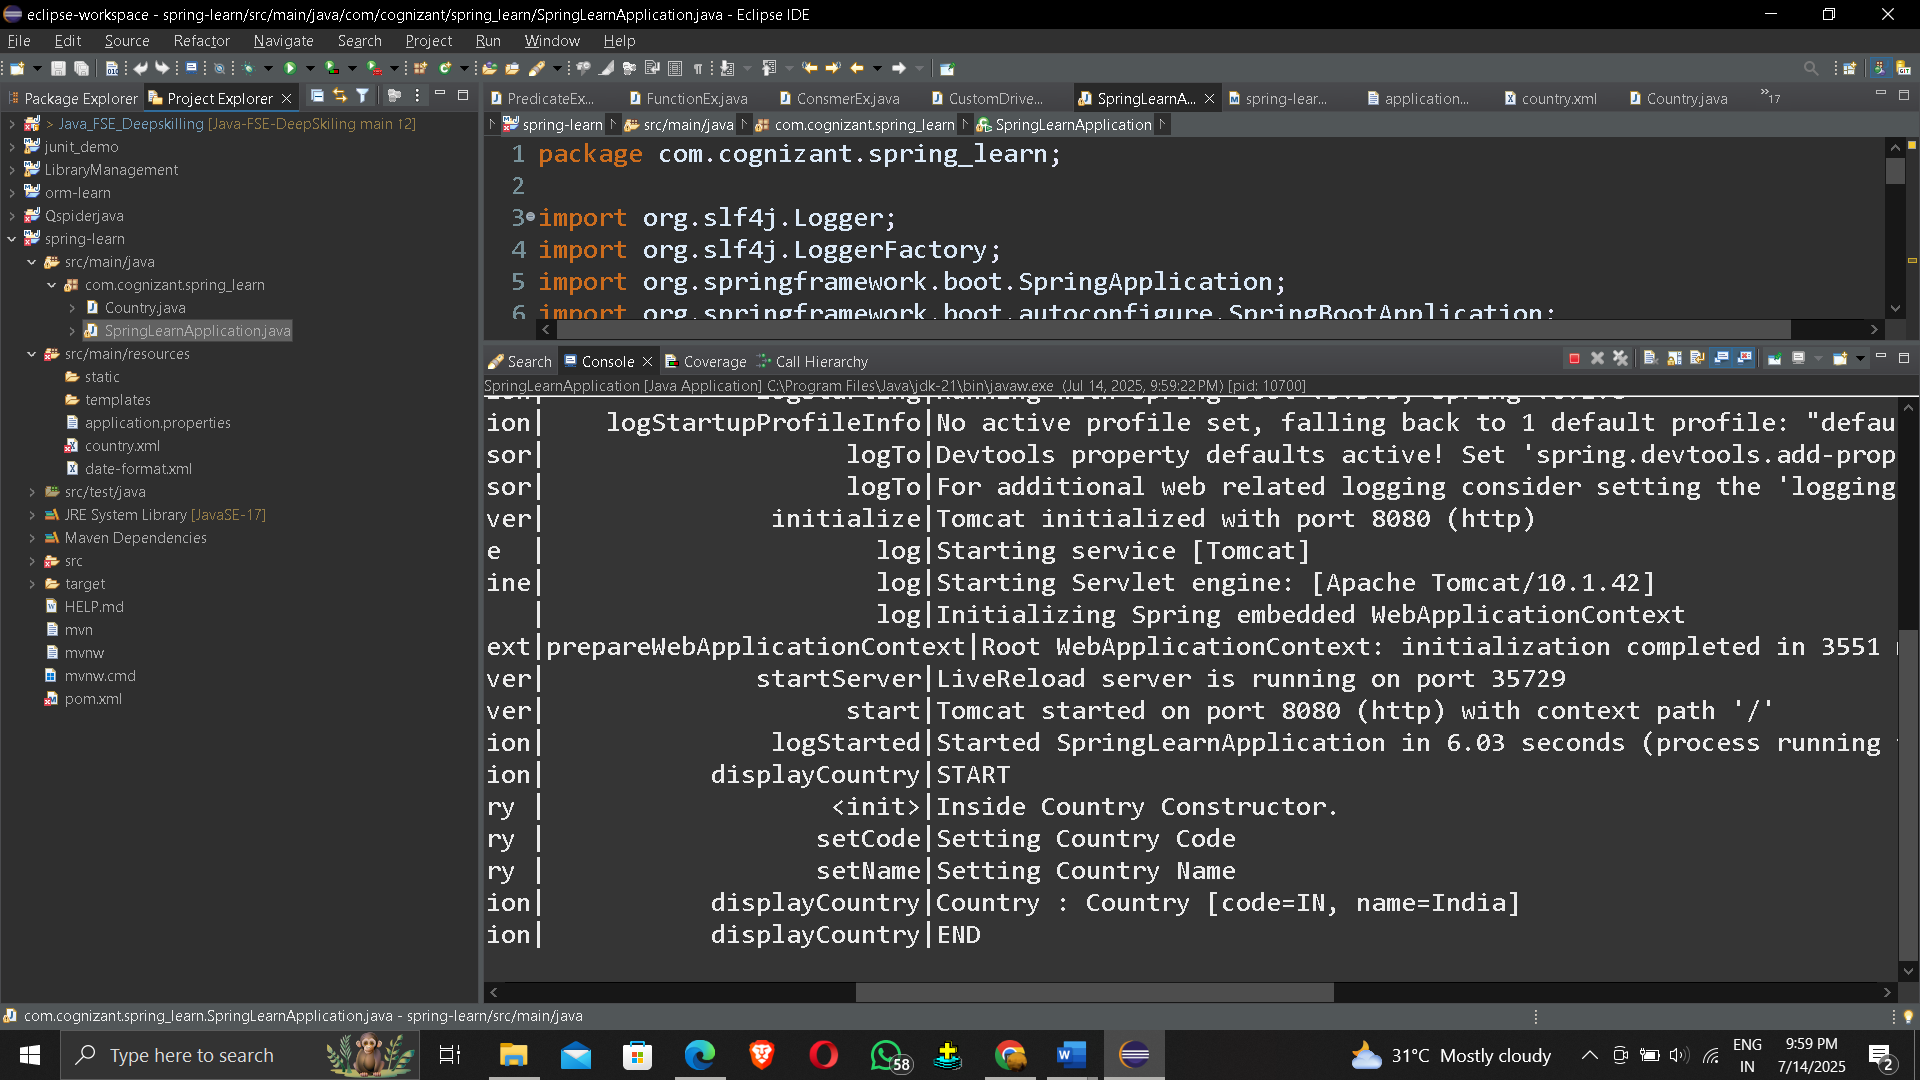 eclipse-workspace - spring-learn/src/main/java/com/cognizant/spring_learn/SpringLearnApplication.java - Eclipse IDE
File Edit Source Refactor Navigate Search Project Run Window Help
Package Explorer Project Explorer
> Java_FSE_Deepskilling [Java-FSE-DeepSkiling main ↑2]
junit_demo
LibraryManagement
orm-learn
Qspiderjava
spring-learn
src/main/java
com.cognizant.spring_learn
Country.java
SpringLearnApplication.java
src/main/resources
static
templates
application.properties
country.xml
date-format.xml
src/test/java
JRE System Library [JavaSE-17]
Maven Dependencies
src
target
HELP.md
mvn
mvnw
mvnw.cmd
pom.xml
PredicateEx... FunctionEx.java ConsmerEx.java CustomDrive... SpringLearnA... spring-lear... application... country.xml Country.java »17
spring-learn src/main/java com.cognizant.spring_learn SpringLearnApplication
1 package com.cognizant.spring_learn;
2
3 import org.slf4j.Logger;
4 import org.slf4j.LoggerFactory;
5 import org.springframework.boot.SpringApplication;
6 import org.springframework.boot.autoconfigure.SpringBootApplication;
Search Console Coverage Call Hierarchy
SpringLearnApplication [Java Application] C:\Program Files\Java\jdk-21\bin\javaw.exe (Jul 14, 2025, 9:59:22 PM) [pid: 10700]
ion| logStartupProfileInfo|No active profile set, falling back to 1 default profile: "defau
sor| logTo|Devtools property defaults active! Set 'spring.devtools.add-prop
sor| logTo|For additional web related logging consider setting the 'logging
ver| initialize|Tomcat initialized with port 8080 (http)
e | log|Starting service [Tomcat]
ine| log|Starting Servlet engine: [Apache Tomcat/10.1.42]
| log|Initializing Spring embedded WebApplicationContext
ext|prepareWebApplicationContext|Root WebApplicationContext: initialization completed in 3551
ver| startServer|LiveReload server is running on port 35729
ver| start|Tomcat started on port 8080 (http) with context path '/'
ion| logStarted|Started SpringLearnApplication in 6.03 seconds (process running
ion| displayCountry|START
ry | <init>|Inside Country Constructor.
ry | setCode|Setting Country Code
ry | setName|Setting Country Name
ion| displayCountry|Country : Country [code=IN, name=India]
ion| displayCountry|END
com.cognizant.spring_learn.SpringLearnApplication.java - spring-learn/src/main/java
Type here to search
58
31°C Mostly cloudy
ENG
IN
9:59 PM
7/14/2025
2